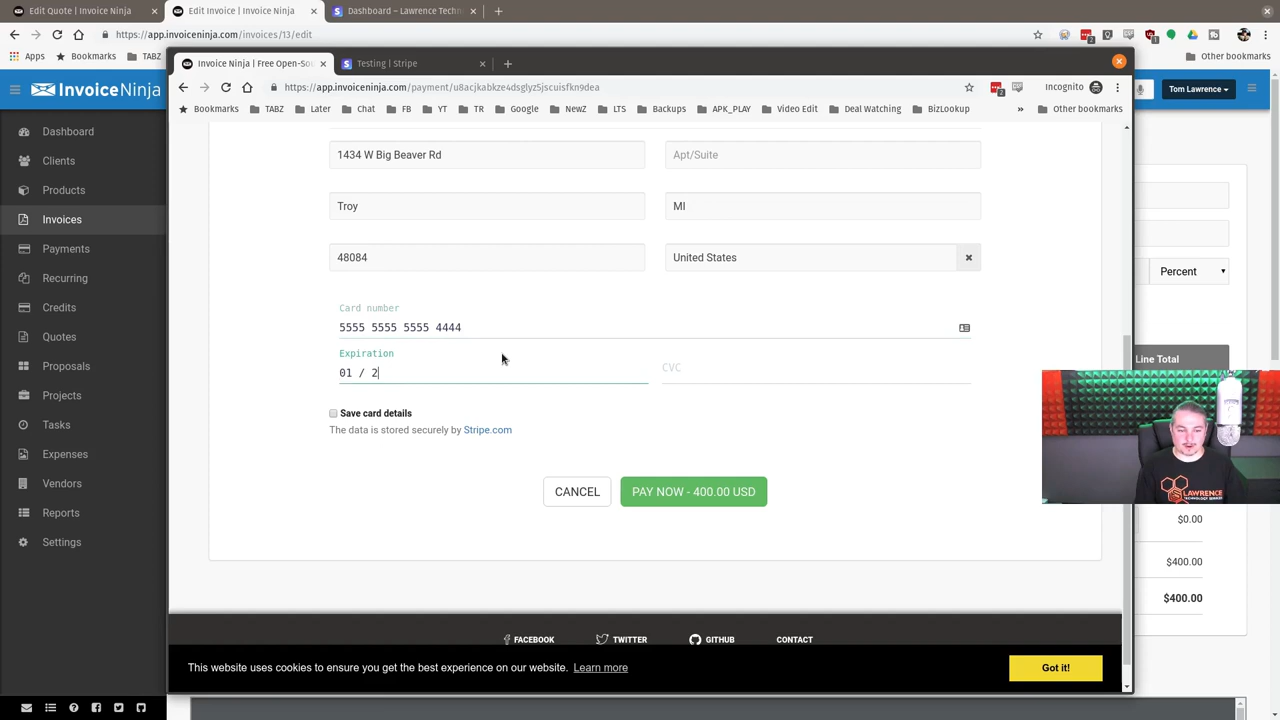 Edit Quote | Invoice Ninja
Edit Invoice | Invoice Ninja
Dashboard – Lawrence Techn
https://app.invoiceninja.com/invoices/13/edit
Apps
Bookmarks
TABZ
Other bookmarks
InvoiceNinja
Tom Lawrence
Dashboard
Clients
Products
Invoices
Payments
Recurring
Credits
Quotes
Proposals
Projects
Tasks
Expenses
Vendors
Reports
Settings
Invoice Ninja | Free Open-Sou
Testing | Stripe
https://app.invoiceninja.com/payment/u8acjkabkze4dsglyz5jscuisfkn9dea
Incognito
Bookmarks
TABZ
Later
Chat
FB
YT
TR
Google
NewZ
LTS
Backups
APK_PLAY
Video Edit
Deal Watching
BizLookup
»
Other bookmarks
1434 W Big Beaver Rd
Apt/Suite
Troy
MI
48084
United States
Card number
5555 5555 5555 4444
Expiration
01 / 2
CVC
Save card details
The data is stored securely by Stripe.com
CANCEL
PAY NOW - 400.00 USD
FACEBOOK
TWITTER
GITHUB
CONTACT
This website uses cookies to ensure you get the best experience on our website. Learn more
Got it!
Percent
Line Total
LAWRENCE
$0.00
$400.00
$400.00